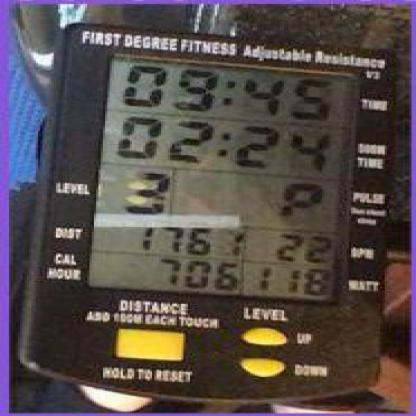 FIRST DEGREE FITNESS Adjustable Resistance
V3
09:45 TIME
02:24 500M TIME
LEVEL 3 P PULSE
DIST 1767 22 SPM
CAL HOUR 706 118 WATT
DISTANCE LEVEL
ADD 100M EACH TOUCH
UP
DOWN
HOLD TO RESET